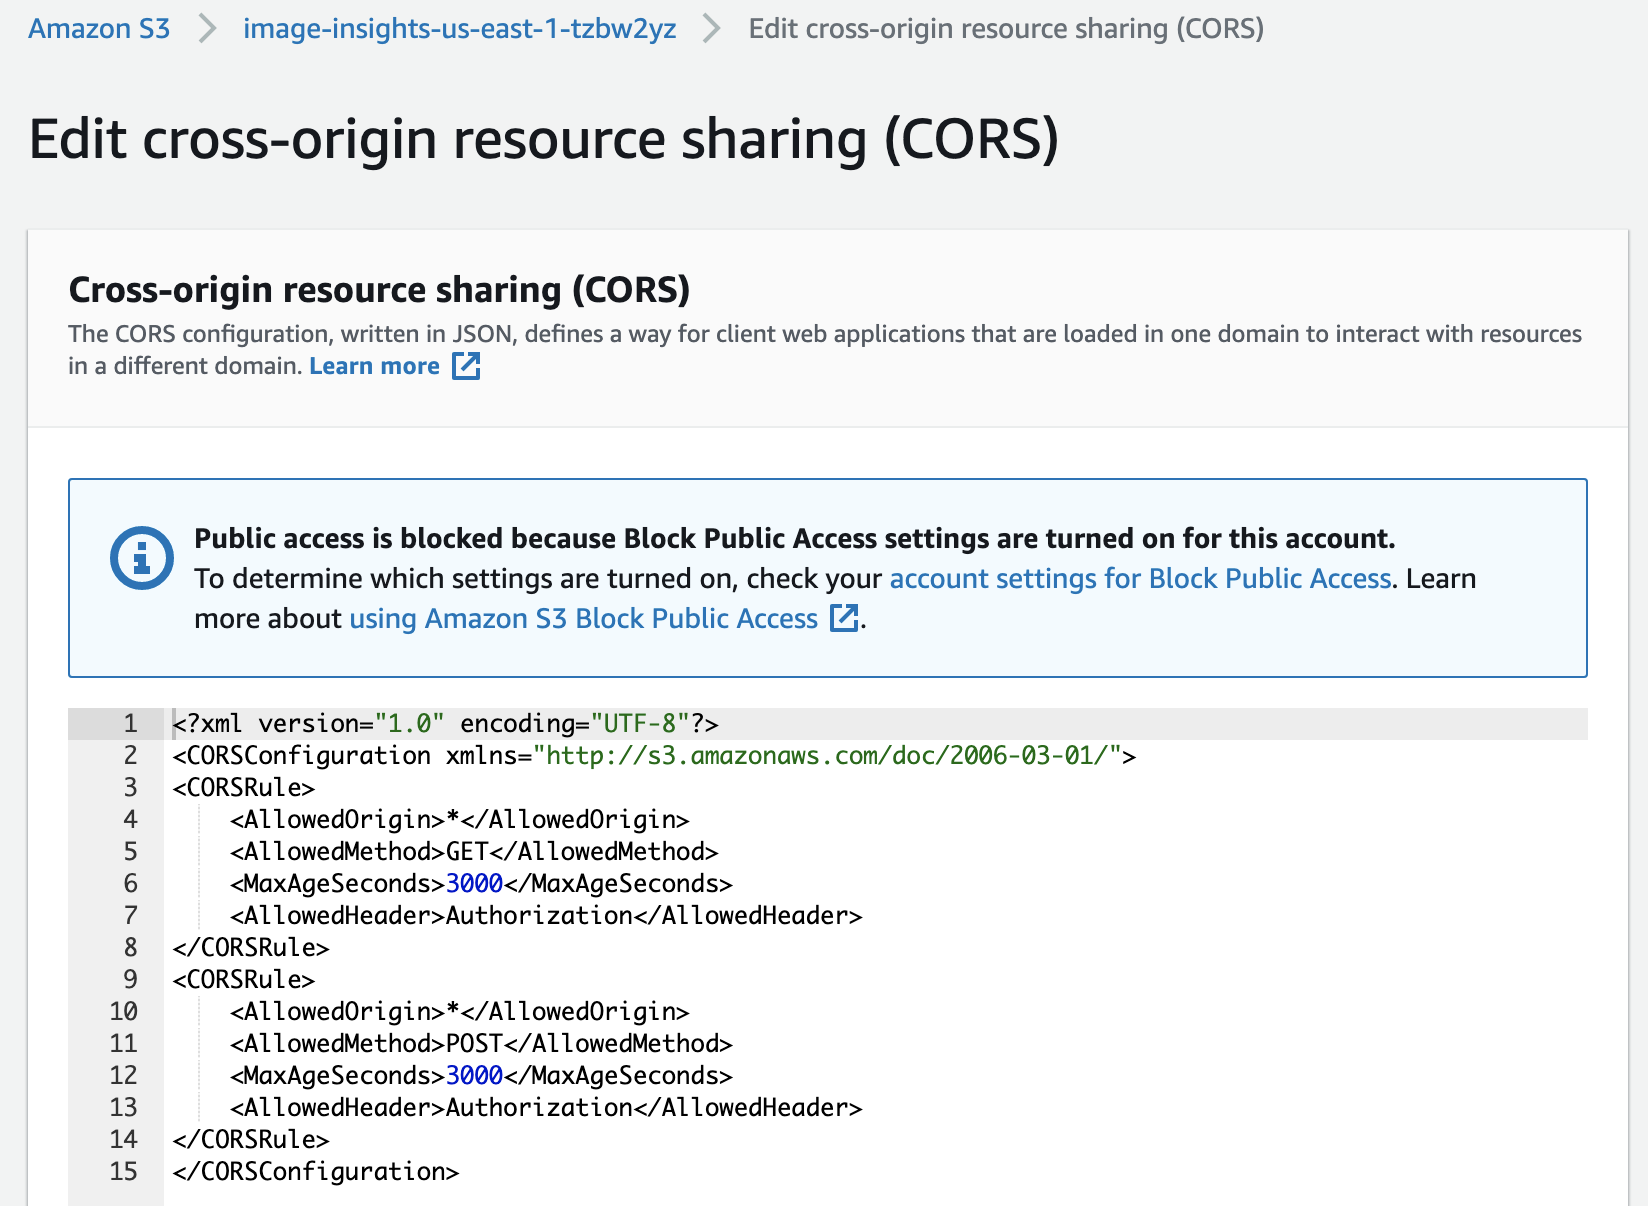 Amazon S3 > image-insights-us-east-1-tzbw2yz > Edit cross-origin resource sharing (CORS)
Edit cross-origin resource sharing (CORS)
Cross-origin resource sharing (CORS)
The CORS configuration, written in JSON, defines a way for client web applications that are loaded in one domain to interact with resources
in a different domain. Learn more
Public access is blocked because Block Public Access settings are turned on for this account.
To determine which settings are turned on, check your account settings for Block Public Access. Learn
more about using Amazon S3 Block Public Access.
1 <?xml version="1.0" encoding="UTF-8"?>
2 <CORSConfiguration xmlns="http://s3.amazonaws.com/doc/2006-03-01/">
3 <CORSRule>
4     <AllowedOrigin>*</AllowedOrigin>
5     <AllowedMethod>GET</AllowedMethod>
6     <MaxAgeSeconds>3000</MaxAgeSeconds>
7     <AllowedHeader>Authorization</AllowedHeader>
8 </CORSRule>
9 <CORSRule>
10     <AllowedOrigin>*</AllowedOrigin>
11     <AllowedMethod>POST</AllowedMethod>
12     <MaxAgeSeconds>3000</MaxAgeSeconds>
13     <AllowedHeader>Authorization</AllowedHeader>
14 </CORSRule>
15 </CORSConfiguration>